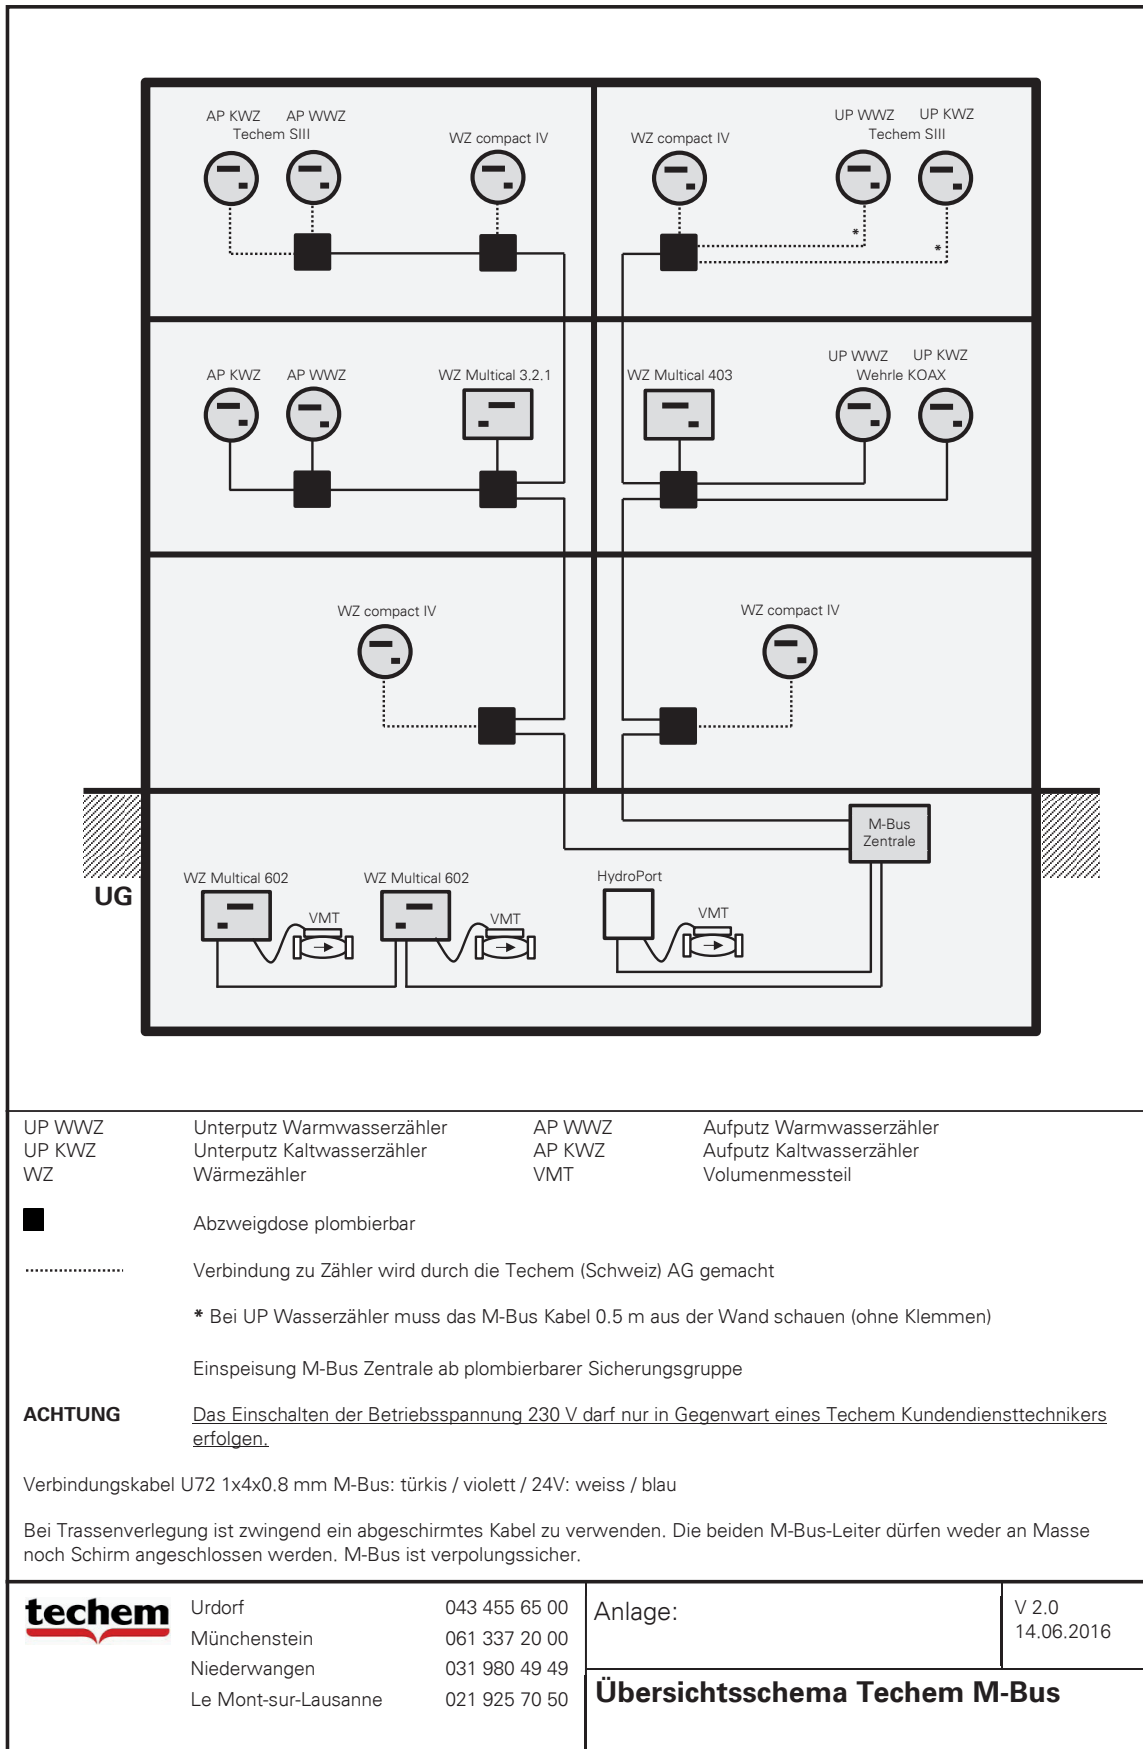 AP KWZ AP WWZ
Techem SIII
WZ compact IV
WZ compact IV
UP WWZ UP KWZ
Techem SIII
*
*
AP KWZ AP WWZ
WZ Multical 3.2.1
WZ Multical 403
UP WWZ UP KWZ
Wehrle KOAX
WZ compact IV
WZ compact IV
M-Bus
Zentrale
UG
WZ Multical 602
VMT
WZ Multical 602
VMT
HydroPort
VMT
UP WWZ Unterputz Warmwasserzähler AP WWZ Aufputz Warmwasserzähler
UP KWZ Unterputz Kaltwasserzähler AP KWZ Aufputz Kaltwasserzähler
WZ Wärmezähler VMT Volumenmessteil
Abzweigdose plombierbar
Verbindung zu Zähler wird durch die Techem (Schweiz) AG gemacht
* Bei UP Wasserzähler muss das M-Bus Kabel 0.5 m aus der Wand schauen (ohne Klemmen)
Einspeisung M-Bus Zentrale ab plombierbarer Sicherungsgruppe
ACHTUNG Das Einschalten der Betriebsspannung 230 V darf nur in Gegenwart eines Techem Kundendiensttechnikers
erfolgen.
Verbindungskabel U72 1x4x0.8 mm M-Bus: türkis / violett / 24V: weiss / blau
Bei Trassenverlegung ist zwingend ein abgeschirmtes Kabel zu verwenden. Die beiden M-Bus-Leiter dürfen weder an Masse
noch Schirm angeschlossen werden. M-Bus ist verpolungssicher.
techem
Urdorf 043 455 65 00
Münchenstein 061 337 20 00
Niederwangen 031 980 49 49
Le Mont-sur-Lausanne 021 925 70 50
Anlage:
V 2.0
14.06.2016
Übersichtsschema Techem M-Bus